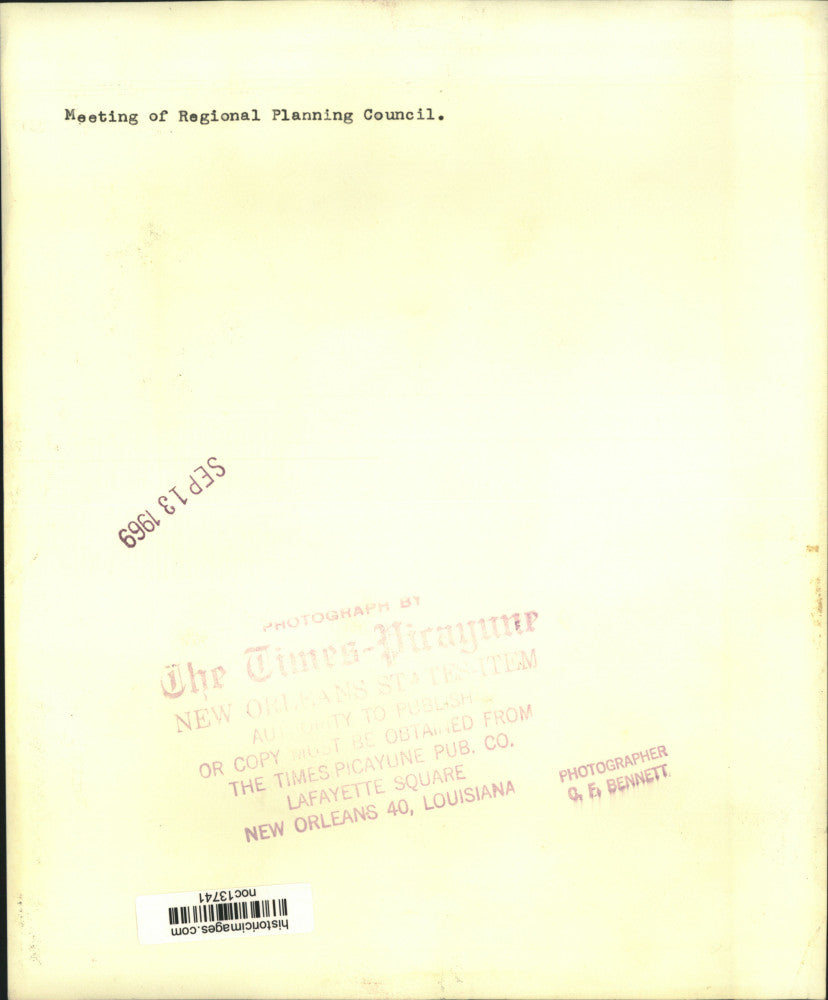 Meeting of Regional Planning Council.
SEP 13 1969
PHOTOGRAPH BY
The Times-Picayune
NEW ORLEANS STATES-ITEM
AUTHORITY TO PUBLISH
OR COPY MUST BE OBTAINED FROM
THE TIMES PICAYUNE PUB. CO.
LAFAYETTE SQUARE
NEW ORLEANS 40, LOUISIANA
PHOTOGRAPHER
G. E. BENNETT
historicimages.com
noc13741